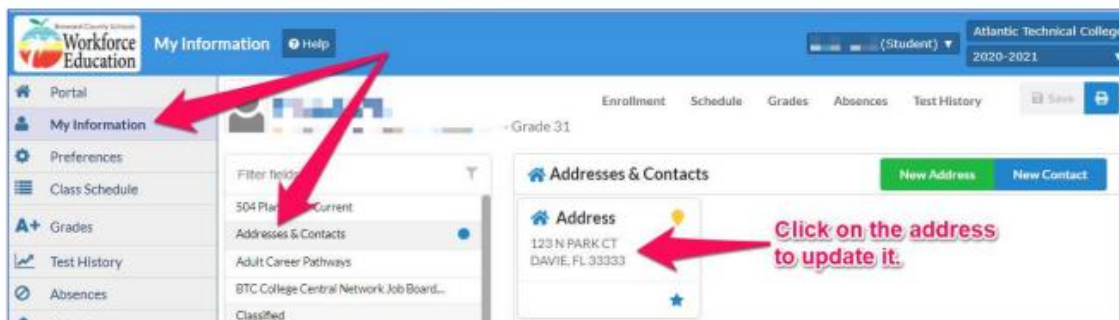 Broward County Schools
Workforce
Education
My Information
Help
(Student)
Atlantic Technical College
2020-2021
Portal
My Information
Preferences
Class Schedule
A+ Grades
Test History
Absences
Enrollment Schedule Grades Absences Test History Save
- Grade 31
Filter fields
504 Current
Addresses & Contacts
Adult Career Pathways
BTC College Central Network Job Board...
Classified
Addresses & Contacts
New Address
New Contact
Address
123 N PARK CT
DAVIE, FL 33333
Click on the address
to update it.